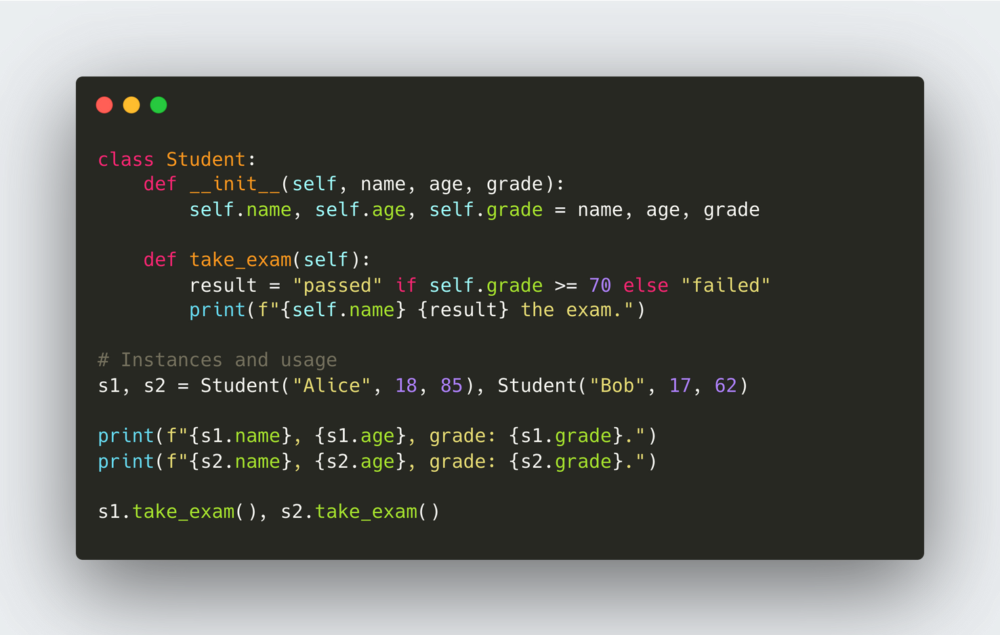 class Student:
    def __init__(self, name, age, grade):
        self.name, self.age, self.grade = name, age, grade

    def take_exam(self):
        result = "passed" if self.grade >= 70 else "failed"
        print(f"{self.name} {result} the exam.")

# Instances and usage
s1, s2 = Student("Alice", 18, 85), Student("Bob", 17, 62)

print(f"{s1.name}, {s1.age}, grade: {s1.grade}.")
print(f"{s2.name}, {s2.age}, grade: {s2.grade}.")

s1.take_exam(), s2.take_exam()